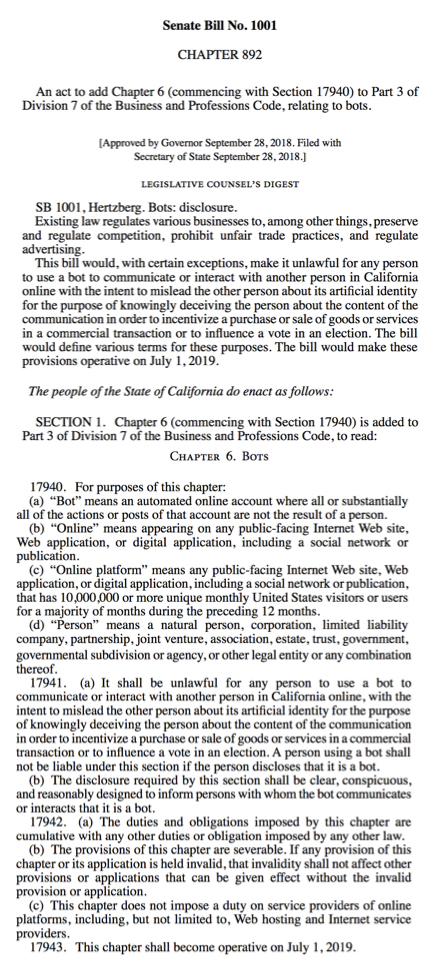 Senate Bill No. 1001
CHAPTER 892
An act to add Chapter 6 (commencing with Section 17940) to Part 3 of
Division 7 of the Business and Professions Code, relating to bots.
[Approved by Governor September 28, 2018. Filed with
Secretary of State September 28, 2018.]
LEGISLATIVE COUNSEL'S DIGEST
SB 1001, Hertzberg. Bots: disclosure.
Existing law regulates various businesses to, among other things, preserve
and regulate competition, prohibit unfair trade practices, and regulate
advertising.
This bill would, with certain exceptions, make it unlawful for any person
to use a bot to communicate or interact with another person in California
online with the intent to mislead the other person about its artificial identity
for the purpose of knowingly deceiving the person about the content of the
communication in order to incentivize a purchase or sale of goods or services
in a commercial transaction or to influence a vote in an election. The bill
would define various terms for these purposes. The bill would make these
provisions operative on July 1, 2019.
The people of the State of California do enact as follows:
SECTION 1. Chapter 6 (commencing with Section 17940) is added to
Part 3 of Division 7 of the Business and Professions Code, to read:
CHAPTER 6. BOTS
17940. For purposes of this chapter:
(a) “Bot” means an automated online account where all or substantially
all of the actions or posts of that account are not the result of a person.
(b) “Online” means appearing on any public-facing Internet Web site,
Web application, or digital application, including a social network or
publication.
(c) “Online platform” means any public-facing Internet Web site, Web
application, or digital application, including a social network or publication,
that has 10,000,000 or more unique monthly United States visitors or users
for a majority of months during the preceding 12 months.
(d) “Person” means a natural person, corporation, limited liability
company, partnership, joint venture, association, estate, trust, government,
governmental subdivision or agency, or other legal entity or any combination
thereof.
17941. (a) It shall be unlawful for any person to use a bot to
communicate or interact with another person in California online, with the
intent to mislead the other person about its artificial identity for the purpose
of knowingly deceiving the person about the content of the communication
in order to incentivize a purchase or sale of goods or services in a commercial
transaction or to influence a vote in an election. A person using a bot shall
not be liable under this section if the person discloses that it is a bot.
(b) The disclosure required by this section shall be clear, conspicuous,
and reasonably designed to inform persons with whom the bot communicates
or interacts that it is a bot.
17942. (a) The duties and obligations imposed by this chapter are
cumulative with any other duties or obligation imposed by any other law.
(b) The provisions of this chapter are severable. If any provision of this
chapter or its application is held invalid, that invalidity shall not affect other
provisions or applications that can be given effect without the invalid
provision or application.
(c) This chapter does not impose a duty on service providers of online
platforms, including, but not limited to, Web hosting and Internet service
providers.
17943. This chapter shall become operative on July 1, 2019.